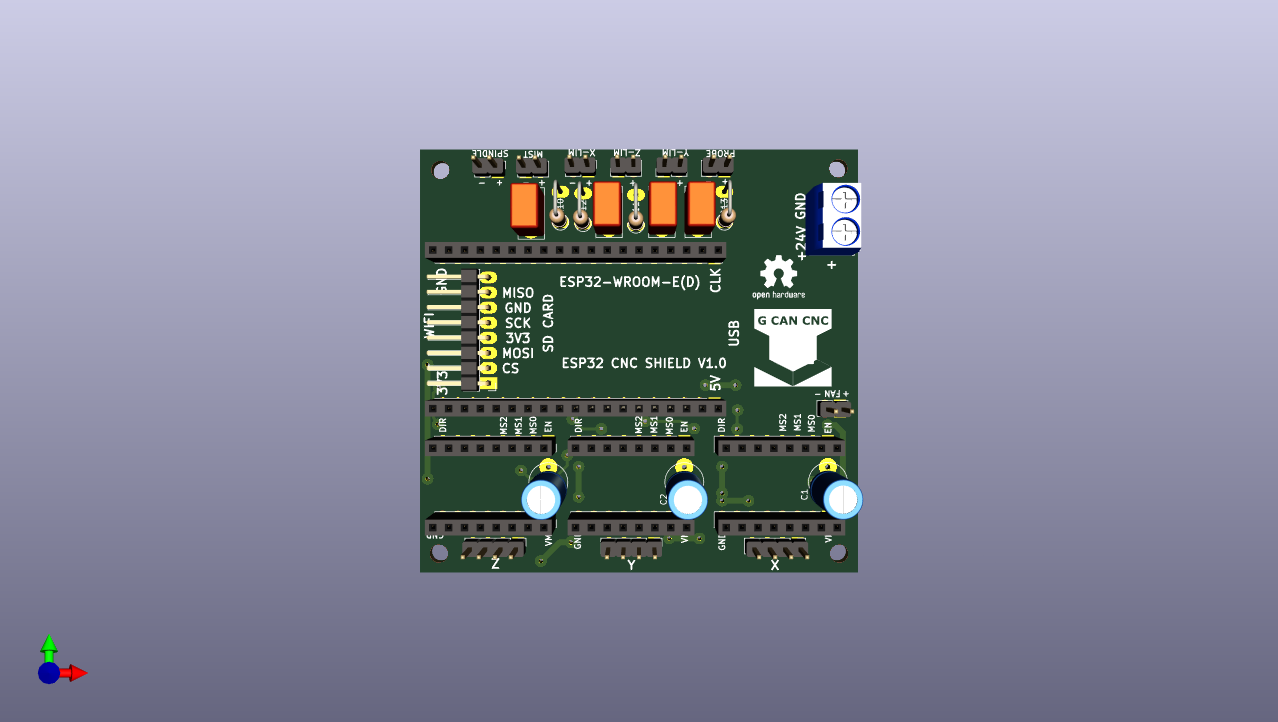 SPINDLE
MIST
X-LIM
Z-LIM
Y-LIM
PROBE
- +
- +
- +
+
+
+
+24V GND
+
GND
WIFI
3V3
MISO
GND
SCK
3V3
MOSI
CS
SD CARD
ESP32-WROOM-E(D)
CLK
USB
ESP32 CNC SHIELD V1.0
5V
open hardware
G CAN CNC
- FAN +
DIR
MS2
MS1
MS0
EN
DIR
MS2
MS1
MS0
EN
DIR
MS2
MS1
MS0
EN
C2
C1
GND
Z
Y
X